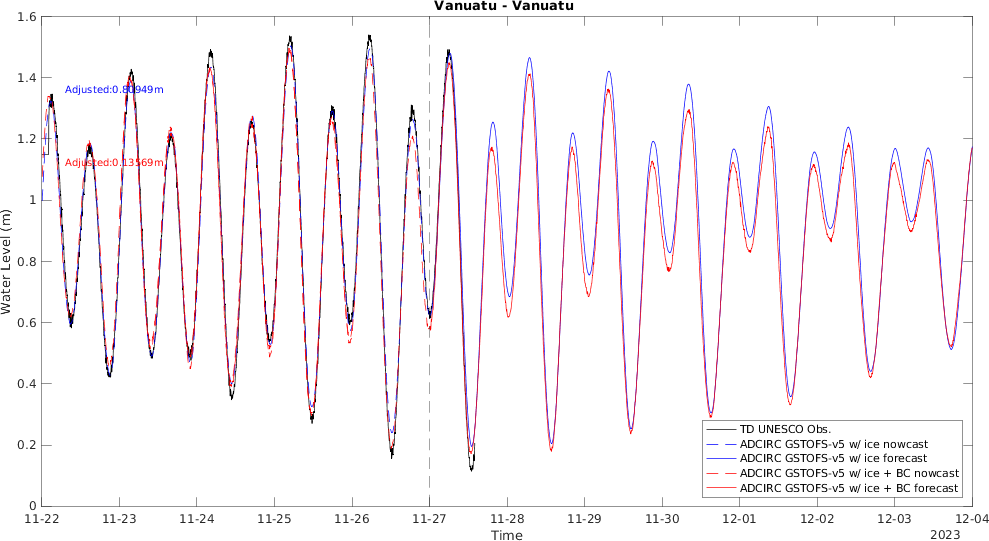 Vanuatu - Vanuatu
1.6
1.4
1.2
1
0.8
0.6
0.4
0.2
0
Water Level (m)
Adjusted:0.80949m
Adjusted:0.13569m
TD UNESCO Obs.
ADCIRC GSTOFS-v5 w/ ice nowcast
ADCIRC GSTOFS-v5 w/ ice forecast
ADCIRC GSTOFS-v5 w/ ice + BC nowcast
ADCIRC GSTOFS-v5 w/ ice + BC forecast
11-22 11-23 11-24 11-25 11-26 11-27 11-28 11-29 11-30 12-01 12-02 12-03 12-04
Time
2023